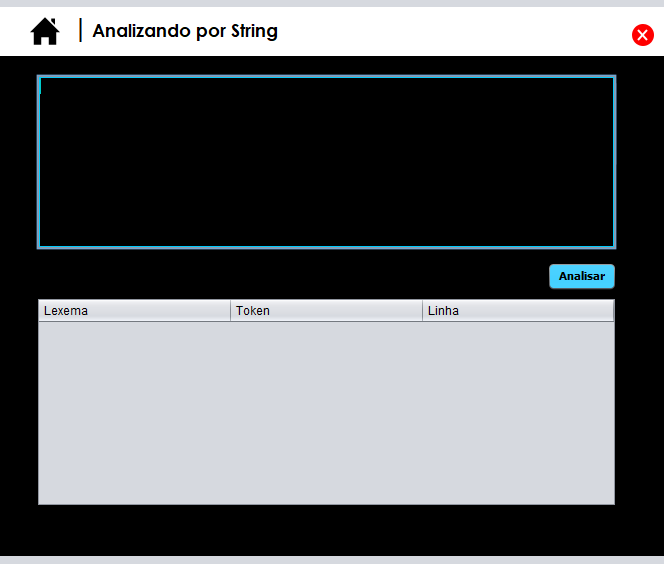 Analizando por String
Analisar
Lexema Token Linha